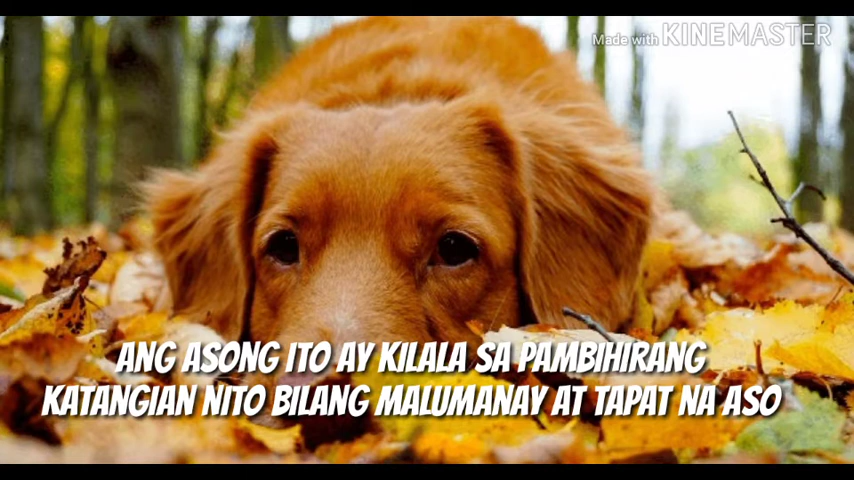 Made with KINEMASTER
ANG ASONG ITO AY KILALA SA PAMBIHIRANG
KATANGIAN NITO BILANG MALUMANAY AT TAPAT NA ASO